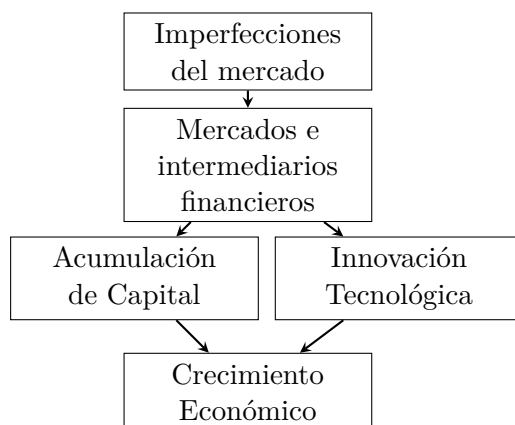 Imperfecciones
del mercado
Mercados e
intermediarios
financieros
Acumulación
de Capital
Innovación
Tecnológica
Crecimiento
Económico